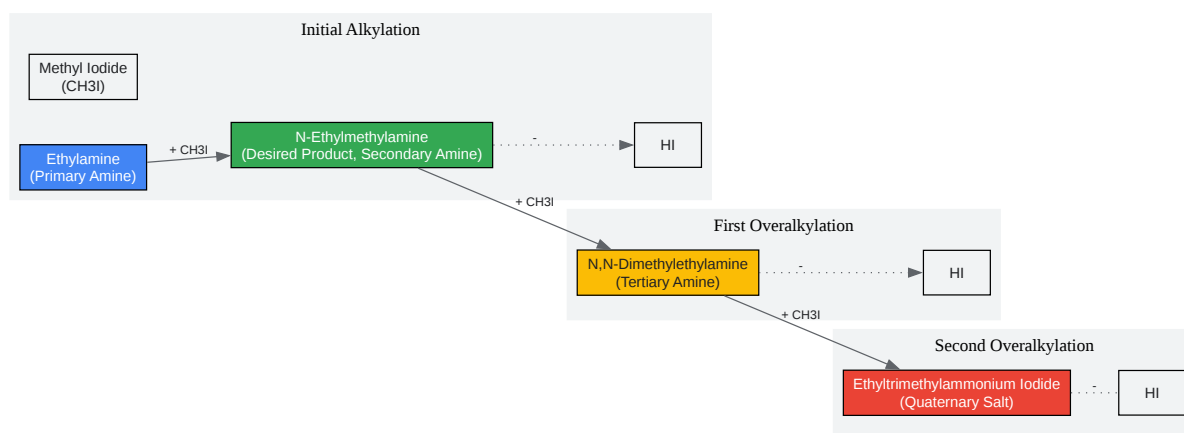 Initial Alkylation
Methyl Iodide
(CH3I)
Ethylamine
(Primary Amine)
+ CH3I
N-Ethylmethylamine
(Desired Product, Secondary Amine)
-
HI
+ CH3I
First Overalkylation
N,N-Dimethylethylamine
(Tertiary Amine)
-
HI
+ CH3I
Second Overalkylation
Ethyltrimethylammonium Iodide
(Quaternary Salt)
-
HI